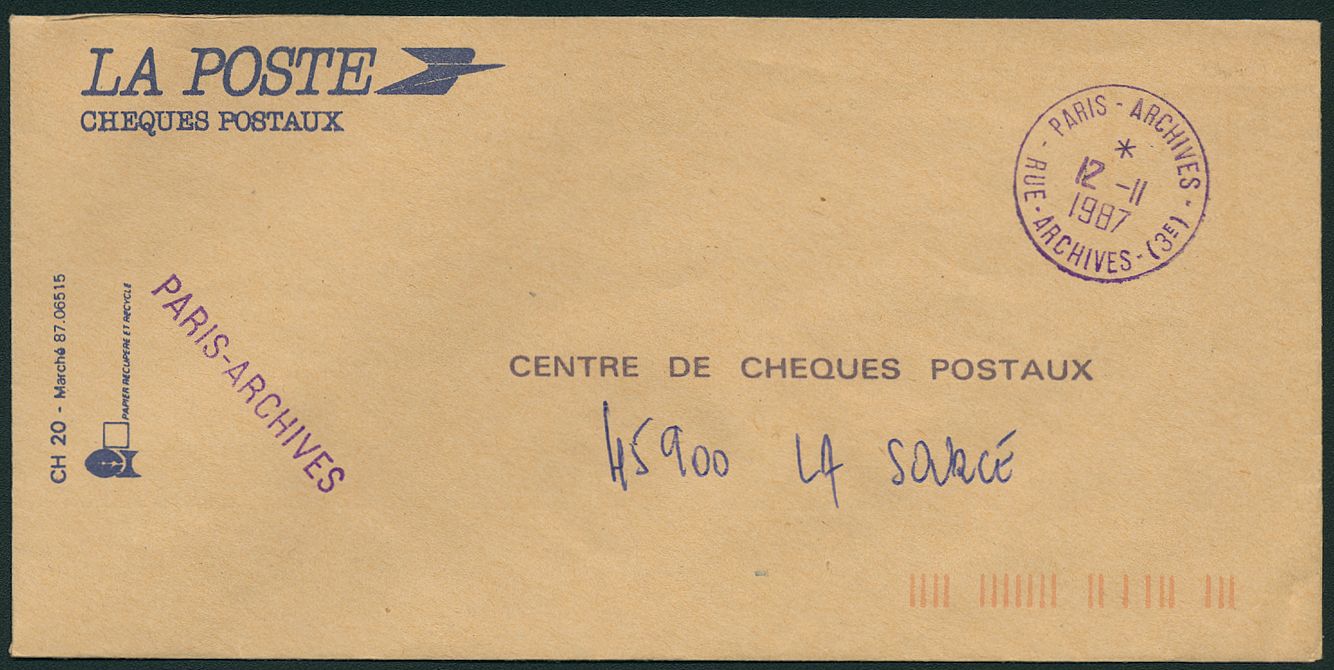 LA POSTE
CHEQUES POSTAUX
PARIS - ARCHIVES -
*
12 -11
1987
RUE - ARCHIVES - (3E)
CH 20 - Marché 87.06515
PAPIER RECUPERE ET RECYCLE
PARIS-ARCHIVES
CENTRE DE CHEQUES POSTAUX
45900 LA SOURCE